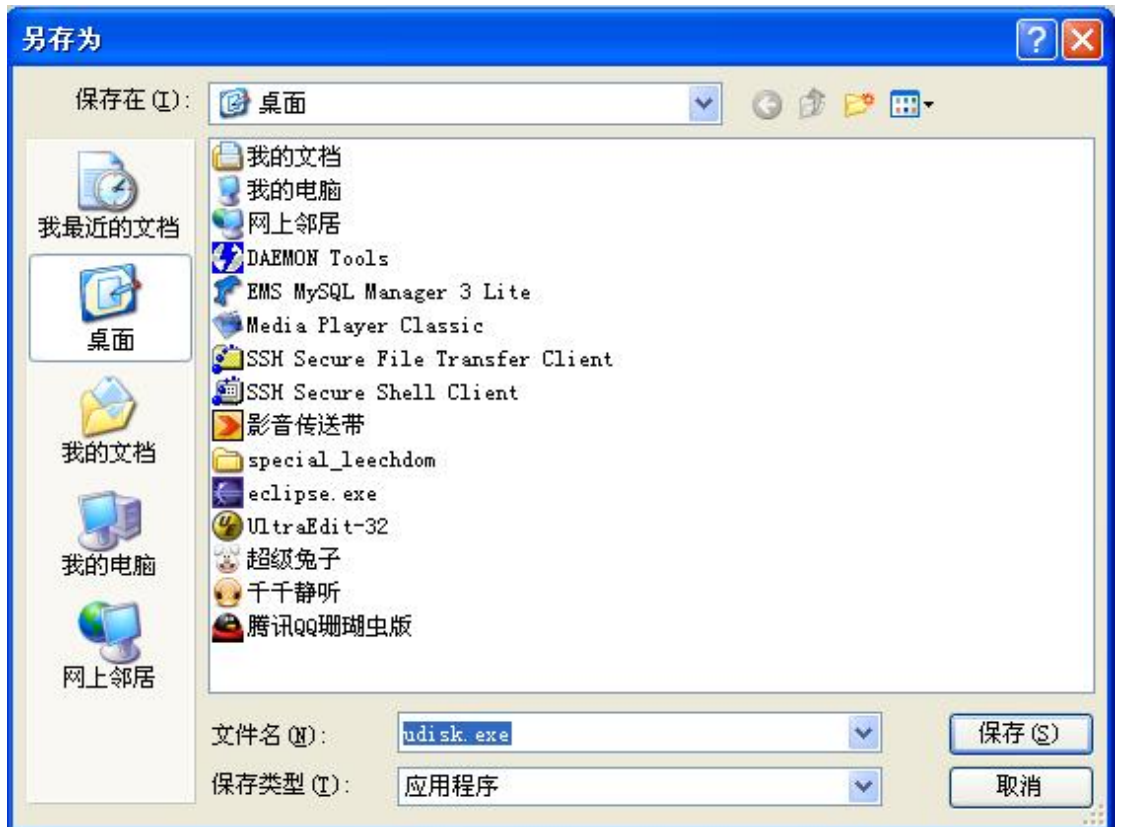 另存为
保存在(I):
桌面
我最近的文档
桌面
我的文档
我的电脑
网上邻居
我的文档
我的电脑
网上邻居
DAEMON Tools
EMS MySQL Manager 3 Lite
Media Player Classic
SSH Secure File Transfer Client
SSH Secure Shell Client
影音传送带
special_leechdom
eclipse.exe
UltraEdit-32
超级兔子
千千静听
腾讯QQ珊瑚虫版
文件名(N):
udisk.exe
保存(S)
保存类型(T):
应用程序
取消